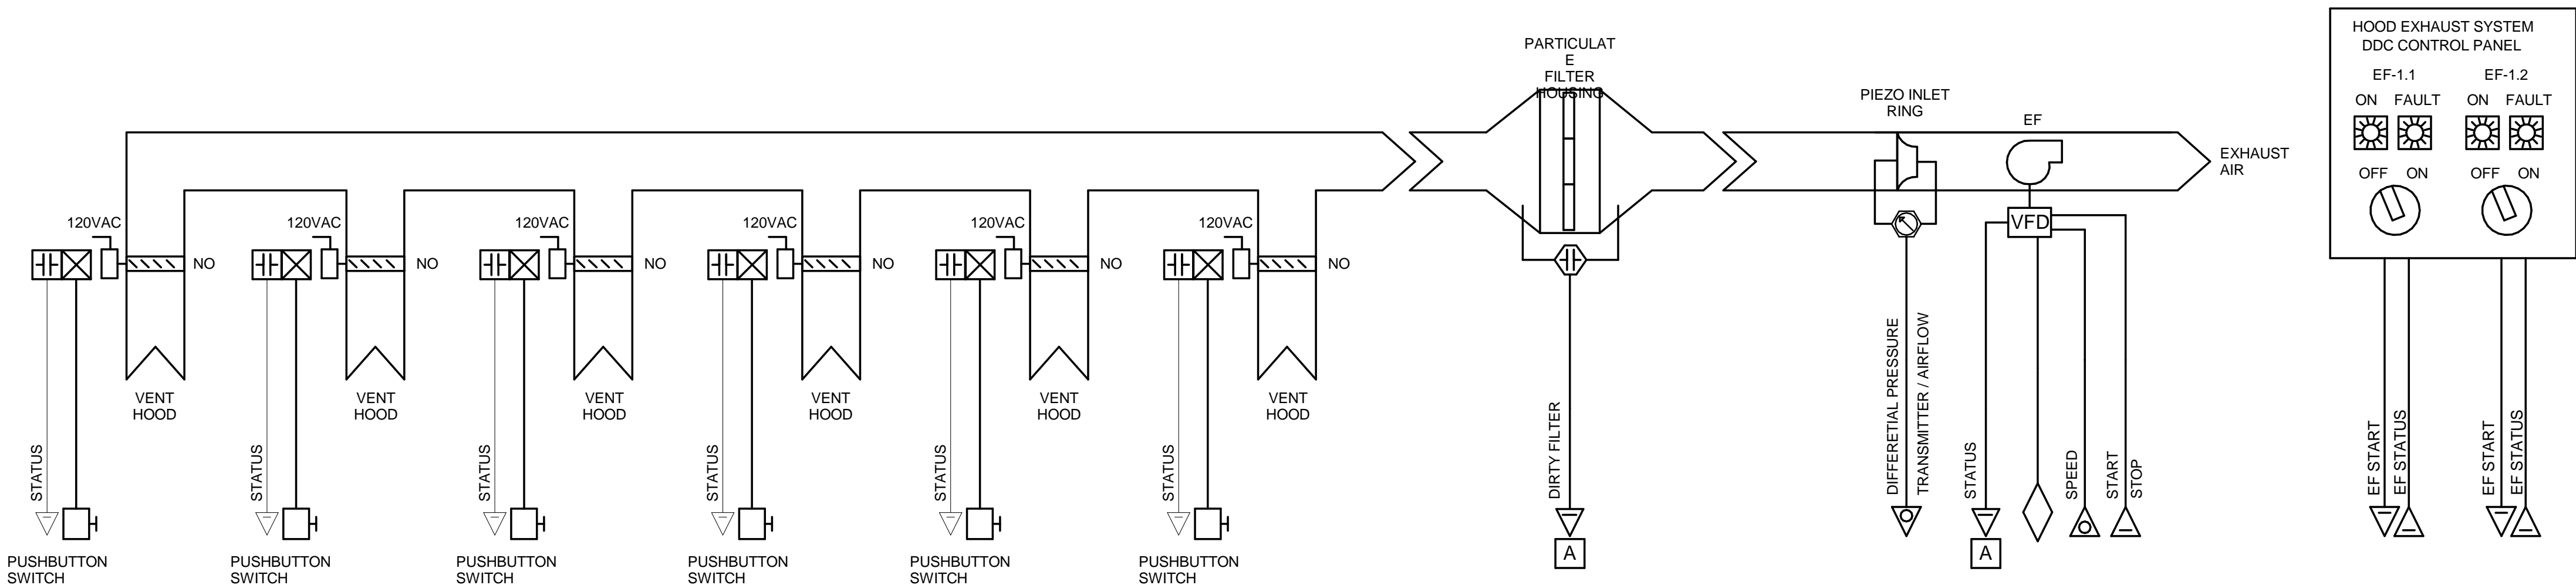 HOOD EXHAUST SYSTEM
DDC CONTROL PANEL
EF-1.1
EF-1.2
ON
FAULT
ON
FAULT
OFF
ON
OFF
ON
PARTICULAT
E
FILTER
HOUSING
PIEZO INLET
RING
EF
EXHAUST
AIR
120VAC
120VAC
120VAC
120VAC
120VAC
120VAC
VFD
NO
NO
NO
NO
NO
NO
VENT
HOOD
VENT
HOOD
VENT
HOOD
VENT
HOOD
VENT
HOOD
VENT
HOOD
STATUS
STATUS
STATUS
STATUS
STATUS
STATUS
DIRTY FILTER
DIFFERETIAL PRESSURE
TRANSMITTER / AIRFLOW
STATUS
SPEED
START
STOP
EF START
EF STATUS
EF START
EF STATUS
A
A
PUSHBUTTON
SWITCH
PUSHBUTTON
SWITCH
PUSHBUTTON
SWITCH
PUSHBUTTON
SWITCH
PUSHBUTTON
SWITCH
PUSHBUTTON
SWITCH